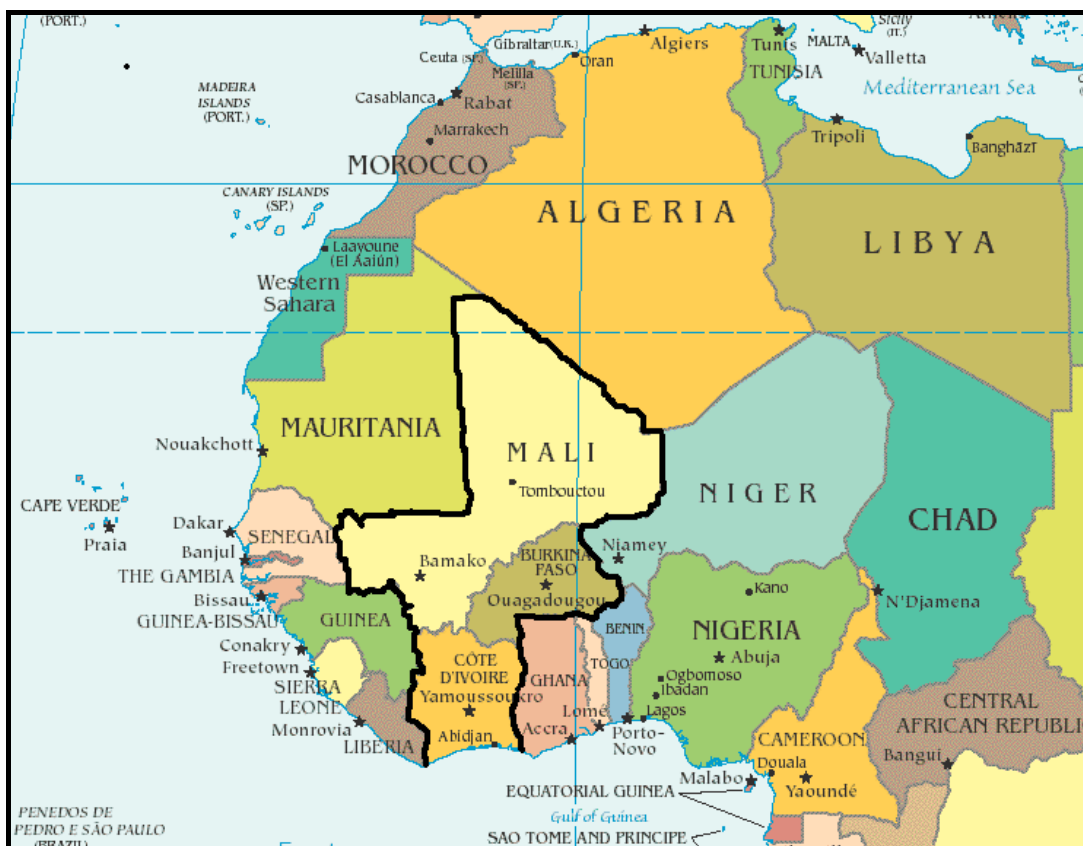 (PORT.)
Gibraltar(U.K.)
Algiers
Tunis
Sicily
(IT.)
MALTA
Valletta
Ceuta (SP.)
Oran
Melilla
(SP.)
TUNISIA
Mediterranean Sea
MADEIRA
ISLANDS
(PORT.)
Casablanca
Rabat
Marrakech
Tripoli
Banghāzī
MOROCCO
CANARY ISLANDS
(SP.)
ALGERIA
LIBYA
Laayoune
(El Aaiún)
Western
Sahara
MAURITANIA
MALI
Nouakchott
Tombouctou
NIGER
CAPE VERDE
Praia
Dakar
SENEGAL
CHAD
Banjul
THE GAMBIA
Bamako
BURKINA
FASO
Niamey
Ouagadougou
Kano
N'Djamena
Bissau
GUINEA-BISSAU
GUINEA
BENIN
NIGERIA
Conakry
Freetown
SIERRA
LEONE
CÔTE
D'IVOIRE
Yamoussoukro
GHANA
TOGO
Abuja
Ogbomoso
Ibadan
Lagos
Monrovia
LIBERIA
Abidjan
Accra
Lomé
Porto-
Novo
CENTRAL
AFRICAN REPUBLIC
CAMEROON
Bangui
Douala
Malabo
Yaoundé
EQUATORIAL GUINEA
Gulf of Guinea
SAO TOME AND PRINCIPE
PENEDOS DE
PEDRO E SÃO PAULO
(BRAZIL)